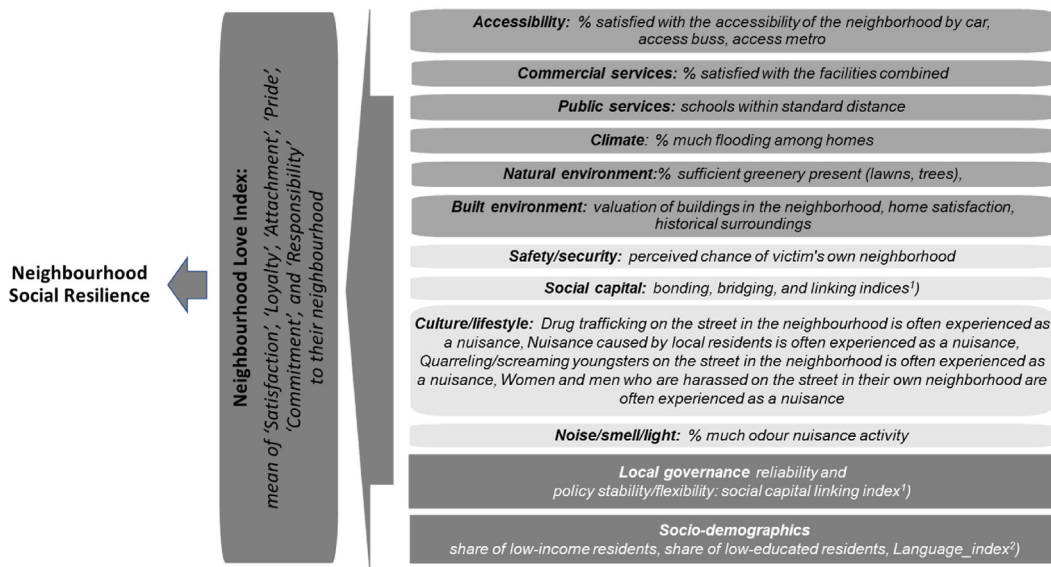 Neighbourhood
Social Resilience
Neighbourhood Love Index:
mean of 'Satisfaction', 'Loyalty', 'Attachment', 'Pride',
'Commitment', and 'Responsibility'
to their neighbourhood
Accessibility: % satisfied with the accessibility of the neighborhood by car,
access buss, access metro
Commercial services: % satisfied with the facilities combined
Public services: schools within standard distance
Climate: % much flooding among homes
Natural environment:% sufficient greenery present (lawns, trees),
Built environment: valuation of buildings in the neighborhood, home satisfaction,
historical surroundings
Safety/security: perceived chance of victim's own neighborhood
Social capital: bonding, bridging, and linking indices¹)
Culture/lifestyle: Drug trafficking on the street in the neighbourhood is often experienced as
a nuisance, Nuisance caused by local residents is often experienced as a nuisance,
Quarreling/screaming youngsters on the street in the neighborhood is often experienced as
a nuisance, Women and men who are harassed on the street in their own neighborhood are
often experienced as a nuisance
Noise/smell/light: % much odour nuisance activity
Local governance reliability and
policy stability/flexibility: social capital linking index¹)
Socio-demographics
share of low-income residents, share of low-educated residents, Language_index²)